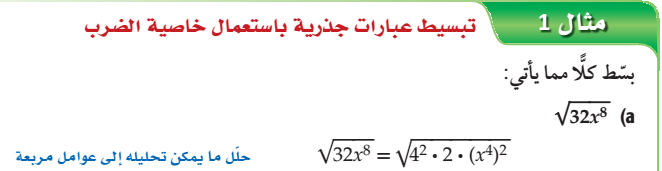 مثال 1 تبسيط عبارات جذرية باستعمال خاصية الضرب
بسّط كلًّا مما يأتي:
(a √32x⁸
√32x⁸ = √4² · 2 · (x⁴)² حلّل ما يمكن تحليله إلى عوامل مربعة